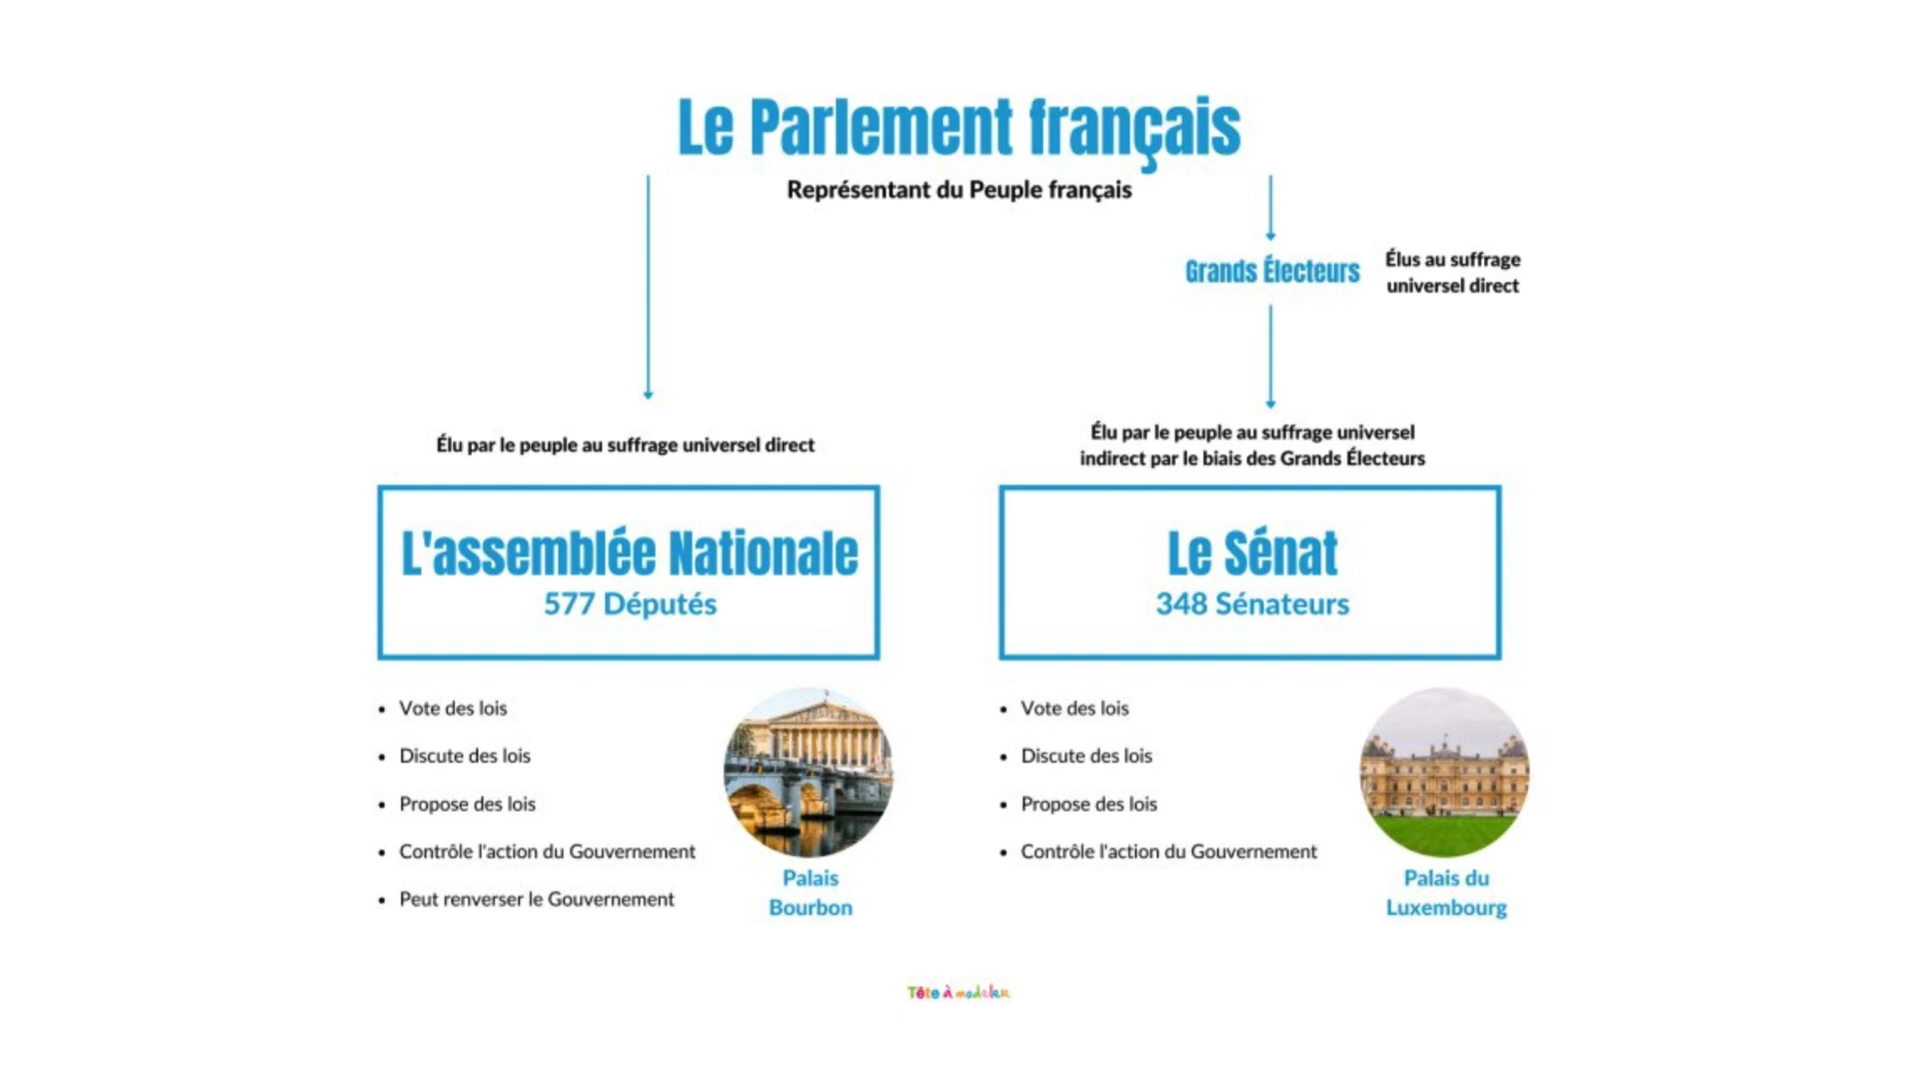 Le Parlement français
Représentant du Peuple français
Grands Électeurs
Élus au suffrage
universel direct
Élu par le peuple au suffrage universel direct
Élu par le peuple au suffrage universel
indirect par le biais des Grands Électeurs
L'assemblée Nationale
577 Députés
Le Sénat
348 Sénateurs
• Vote des lois
• Discute des lois
• Propose des lois
• Contrôle l'action du Gouvernement
• Peut renverser le Gouvernement
Palais
Bourbon
• Vote des lois
• Discute des lois
• Propose des lois
• Contrôle l'action du Gouvernement
Palais du
Luxembourg
Tête à modeler